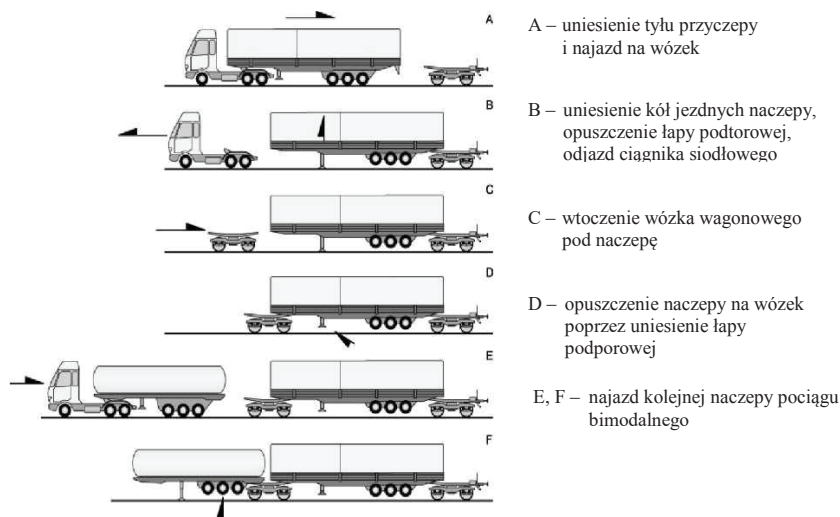 A
A – uniesienie tyłu przyczepy
i najazd na wózek
B
B – uniesienie kół jezdnych naczepy,
opuszczenie łapy podtorowej,
odjazd ciągnika siodłowego
C
C – wtoczenie wózka wagonowego
pod naczepę
D
D – opuszczenie naczepy na wózek
poprzez uniesienie łapy
podporowej
E
E, F – najazd kolejnej naczepy pociągu
bimodalnego
F